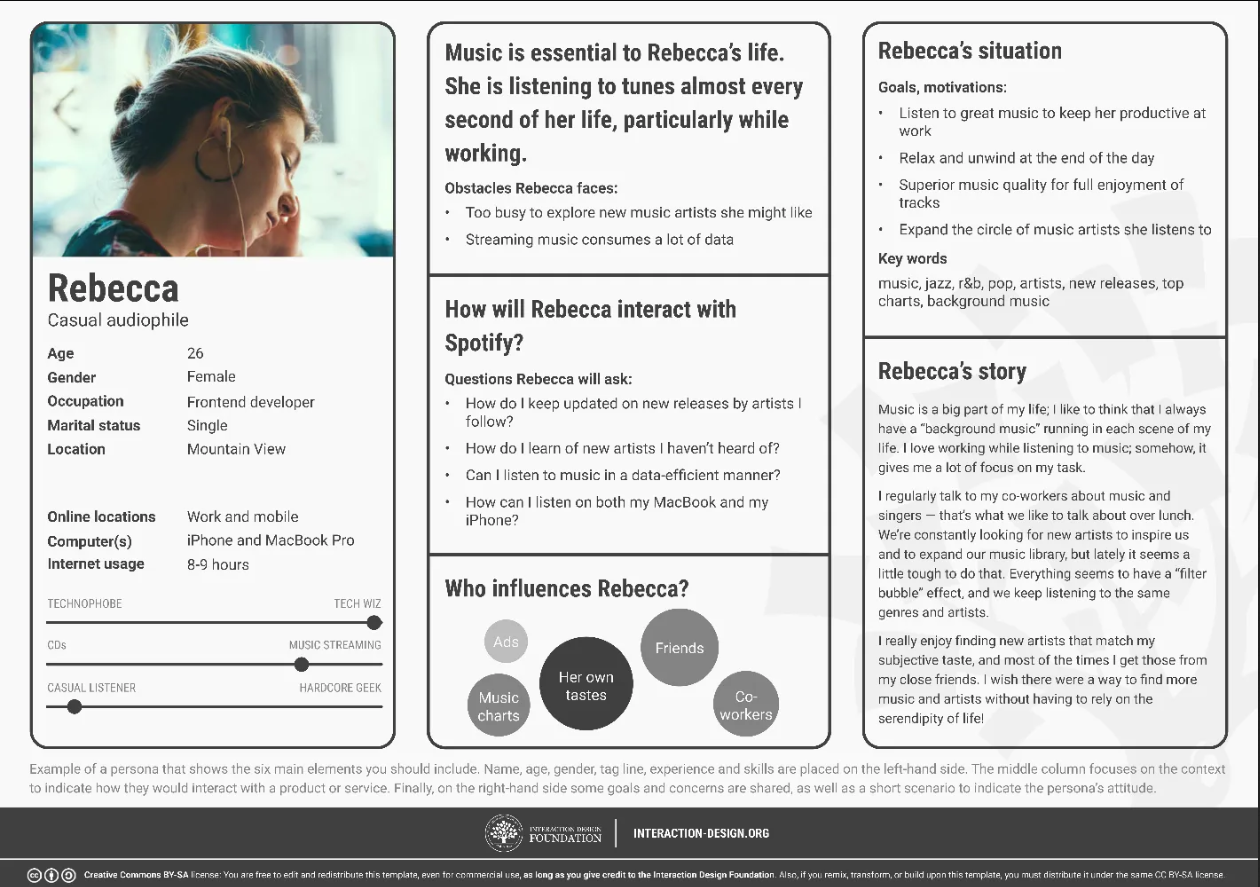 Rebecca
Casual audiophile
Age 26
Gender Female
Occupation Frontend developer
Marital status Single
Location Mountain View
Online locations Work and mobile
Computer(s) iPhone and MacBook Pro
Internet usage 8-9 hours
TECHNOPHOBE TECH WIZ
CDs MUSIC STREAMING
CASUAL LISTENER HARDCORE GEEK
Music is essential to Rebecca's life.
She is listening to tunes almost every
second of her life, particularly while
working.
Obstacles Rebecca faces:
• Too busy to explore new music artists she might like
• Streaming music consumes a lot of data
How will Rebecca interact with
Spotify?
Questions Rebecca will ask:
• How do I keep updated on new releases by artists I
follow?
• How do I learn of new artists I haven't heard of?
• Can I listen to music in a data-efficient manner?
• How can I listen on both my MacBook and my
iPhone?
Who influences Rebecca?
Ads
Music
charts
Her own
tastes
Friends
Co-
workers
Rebecca's situation
Goals, motivations:
• Listen to great music to keep her productive at
work
• Relax and unwind at the end of the day
• Superior music quality for full enjoyment of
tracks
• Expand the circle of music artists she listens to
Key words
music, jazz, r&b, pop, artists, new releases, top
charts, background music
Rebecca's story
Music is a big part of my life; I like to think that I always
have a "background music" running in each scene of my
life. I love working while listening to music; somehow, it
gives me a lot of focus on my task.
I regularly talk to my co-workers about music and
singers — that's what we like to talk about over lunch.
We're constantly looking for new artists to inspire us
and to expand our music library, but lately it seems a
little tough to do that. Everything seems to have a "filter
bubble" effect, and we keep listening to the same
genres and artists.
I really enjoy finding new artists that match my
subjective taste, and most of the times I get those from
my close friends. I wish there were a way to find more
music and artists without having to rely on the
serendipity of life!
Example of a persona that shows the six main elements you should include. Name, age, gender, tag line, experience and skills are placed on the left-hand side. The middle column focuses on the context
to indicate how they would interact with a product or service. Finally, on the right-hand side some goals and concerns are shared, as well as a short scenario to indicate the persona's attitude.
INTERACTION DESIGN
FOUNDATION
INTERACTION-DESIGN.ORG
Creative Commons BY-SA license: You are free to edit and redistribute this template, even for commercial use, as long as you give credit to the Interaction Design Foundation. Also, if you remix, transform, or build upon this template, you must distribute it under the same CC BY-SA license.